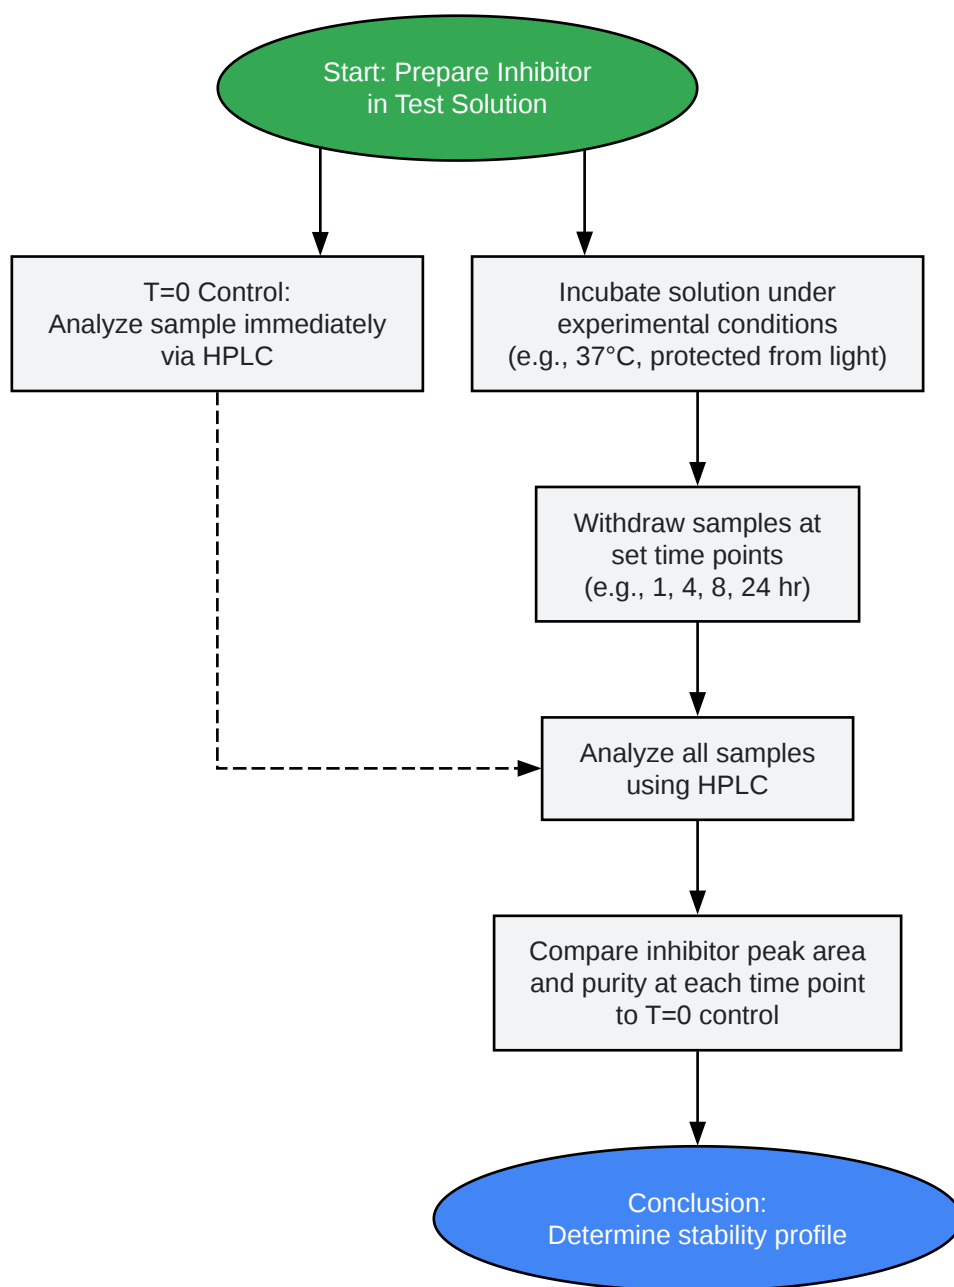 Start: Prepare Inhibitor
in Test Solution
T=0 Control:
Analyze sample immediately
via HPLC
Incubate solution under
experimental conditions
(e.g., 37°C, protected from light)
Withdraw samples at
set time points
(e.g., 1, 4, 8, 24 hr)
Analyze all samples
using HPLC
Compare inhibitor peak area
and purity at each time point
to T=0 control
Conclusion:
Determine stability profile